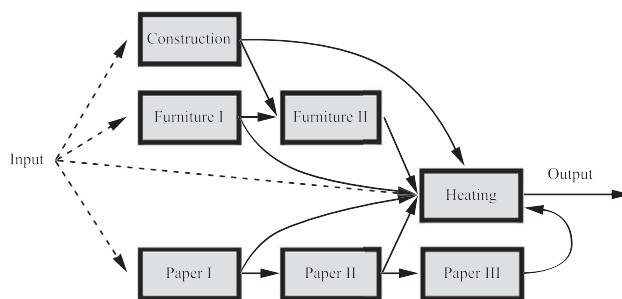 Construction
Furniture I
Furniture II
Input
Output
Heating
Paper I
Paper II
Paper III